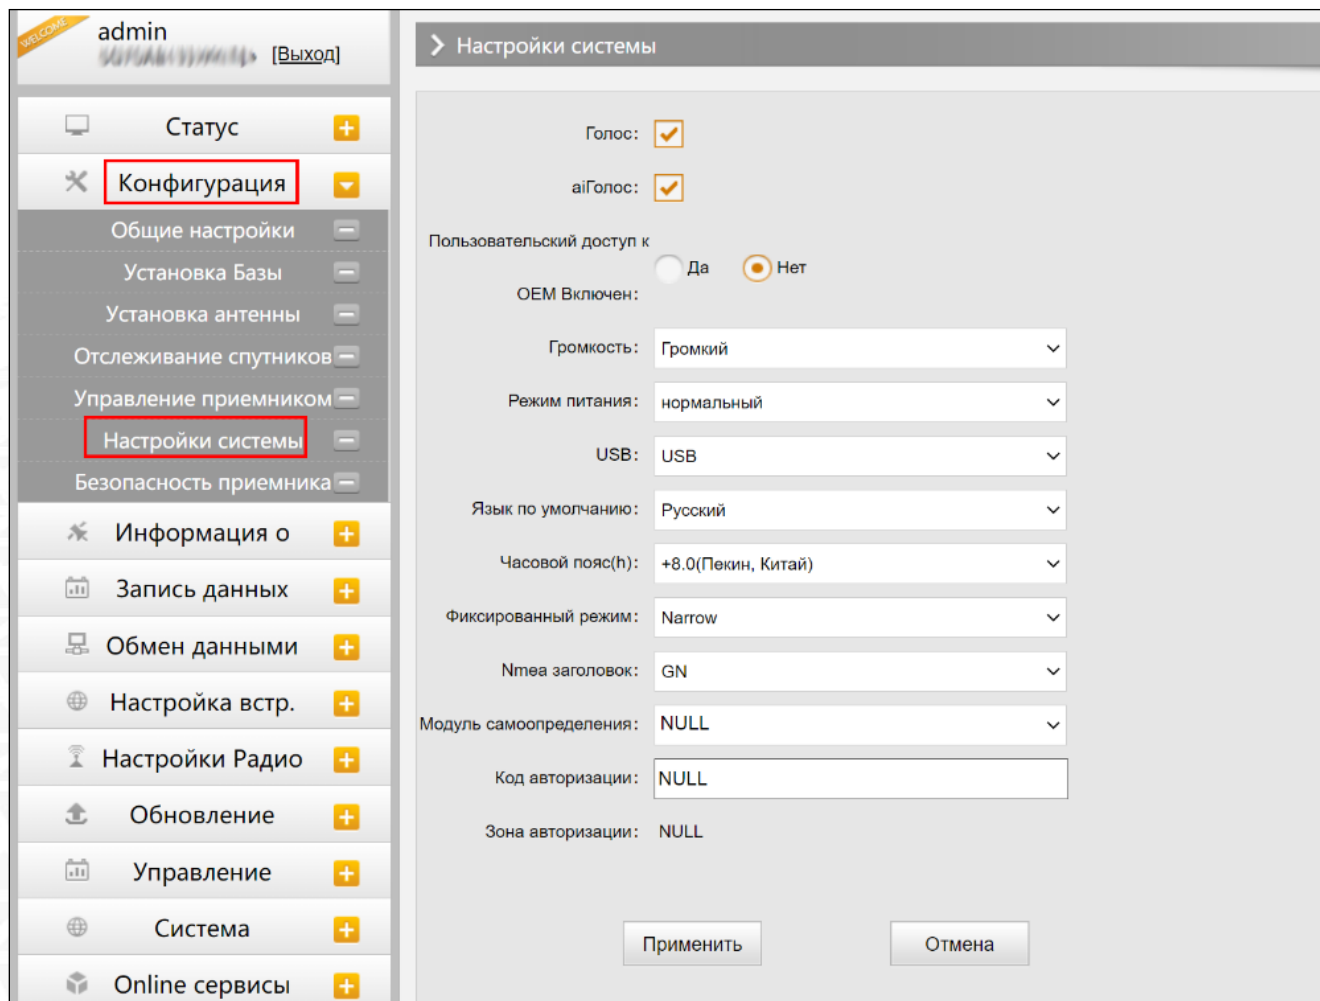 WELCOME
admin
[Выход]
Статус
Конфигурация
Общие настройки
Установка Базы
Установка антенны
Отслеживание спутников
Управление приемником
Настройки системы
Безопасность приемника
Информация о
Запись данных
Обмен данными
Настройка встр.
Настройки Радио
Обновление
Управление
Система
Online сервисы
Настройки системы
Голос:
aiГолос:
Пользовательский доступ к
OEM Включен:
Да Нет
Громкость: Громкий
Режим питания: нормальный
USB: USB
Язык по умолчанию: Русский
Часовой пояс(h): +8.0(Пекин, Китай)
Фиксированный режим: Narrow
Nmea заголовок: GN
Модуль самоопределения: NULL
Код авторизации: NULL
Зона авторизации: NULL
Применить Отмена